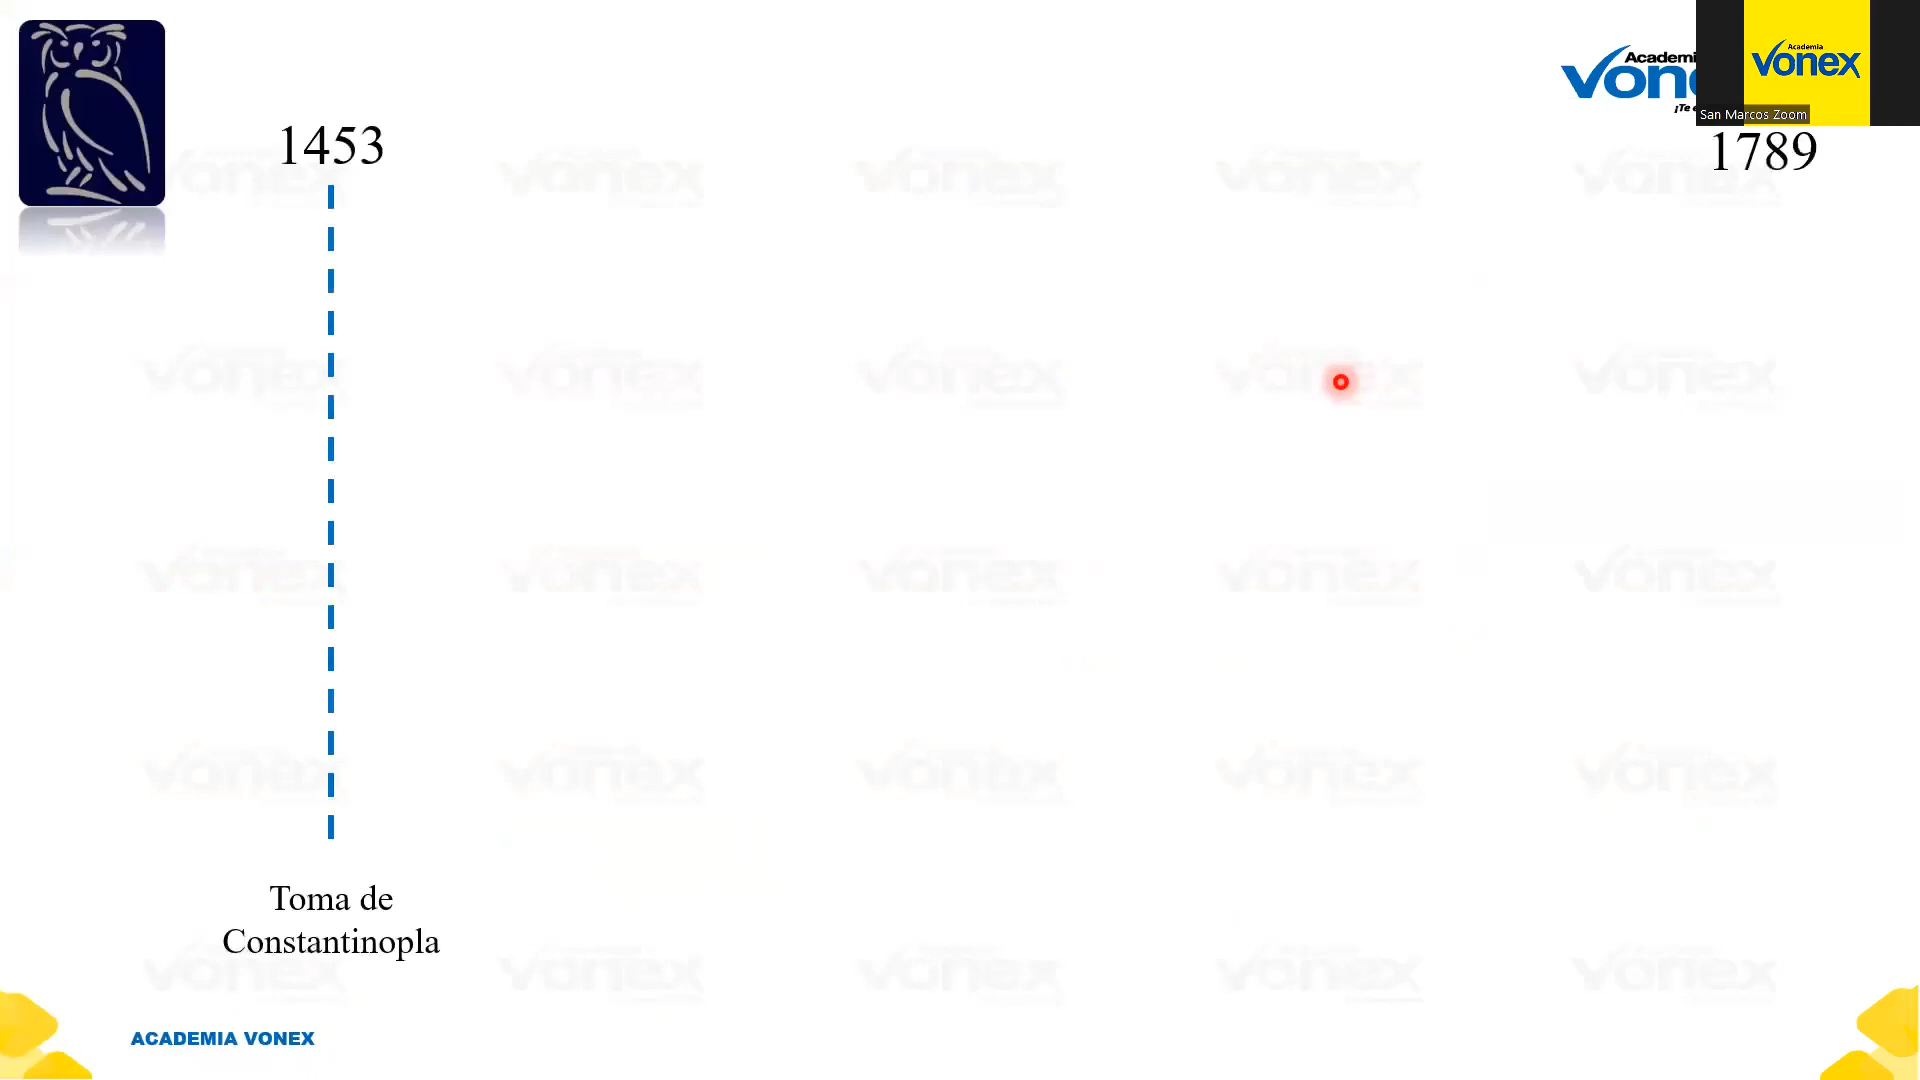 Academia
vonex
San Marcos Zoom
1453
1789
Toma de
Constantinopla
ACADEMIA VONEX